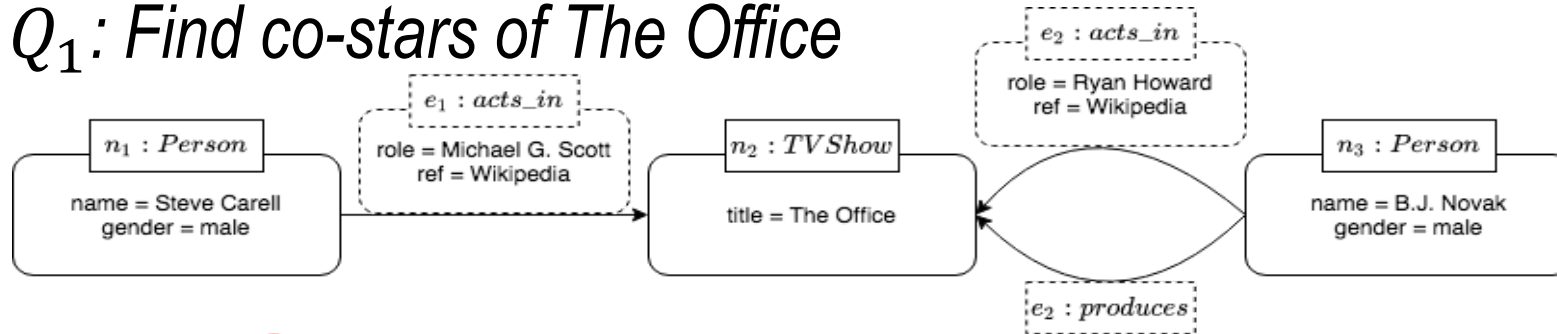 Q₁: Find co-stars of The Office
e₁ : acts_in
role = Michael G. Scott
ref = Wikipedia
e₂ : acts_in
role = Ryan Howard
ref = Wikipedia
n₁ : Person
name = Steve Carell
gender = male
n₂ : TVShow
title = The Office
n₃ : Person
name = B.J. Novak
gender = male
e₂ : produces